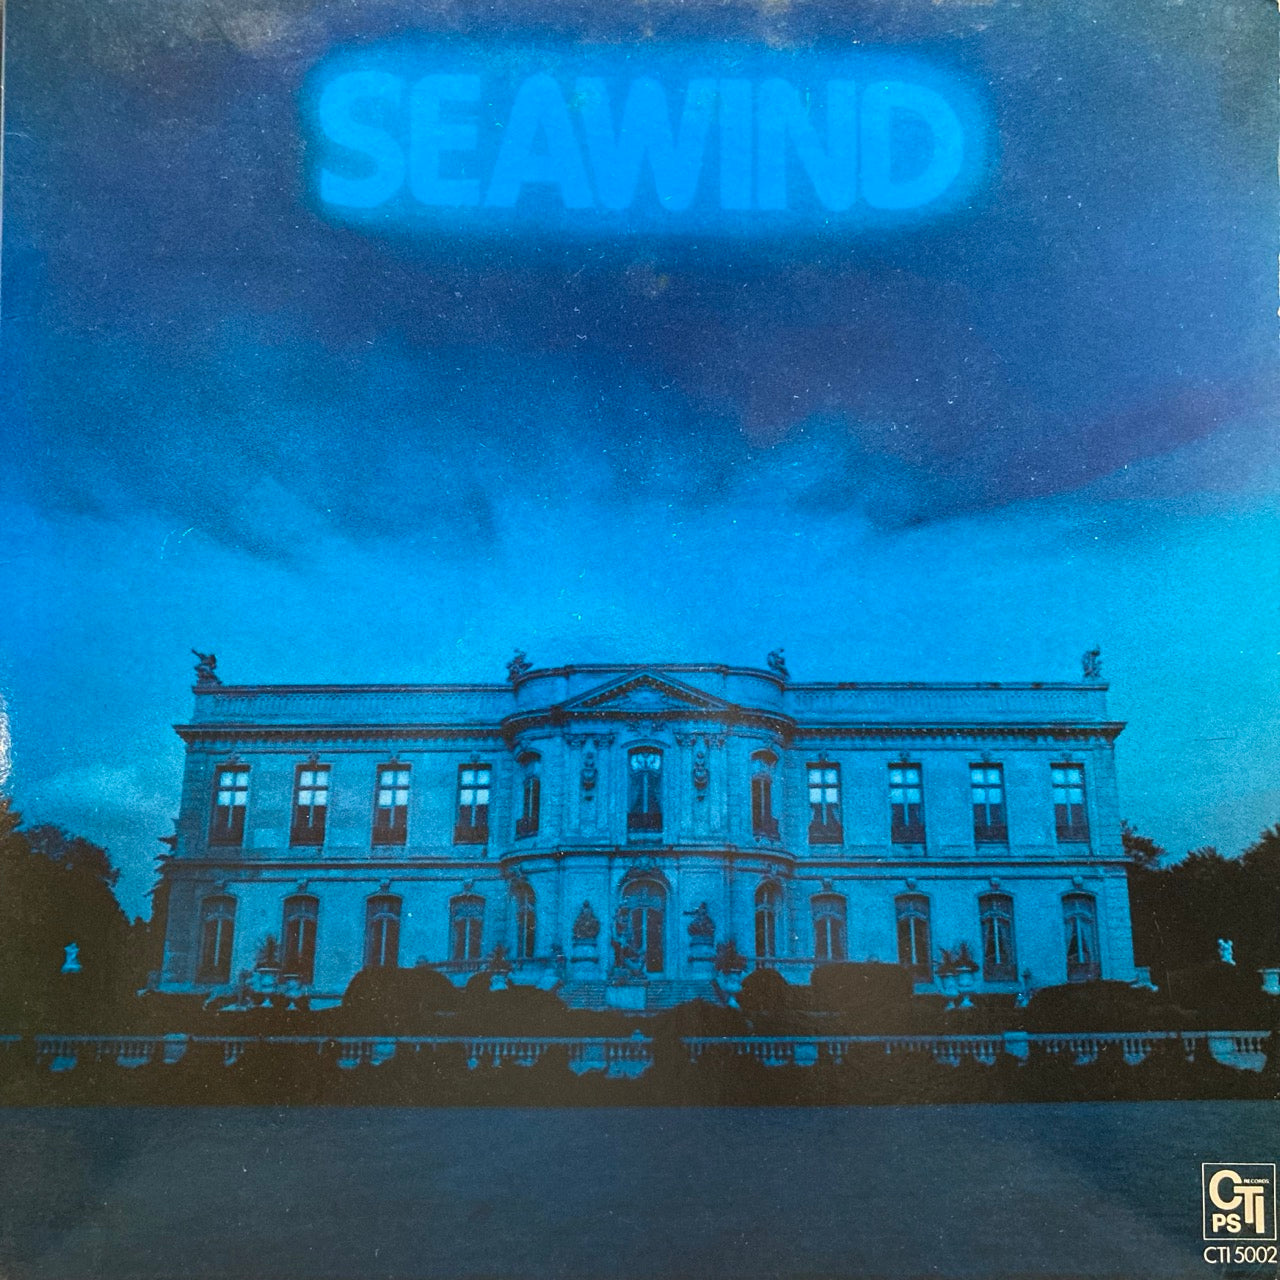 SEAWIND
CTI RECORDS
PS
CTI 5002